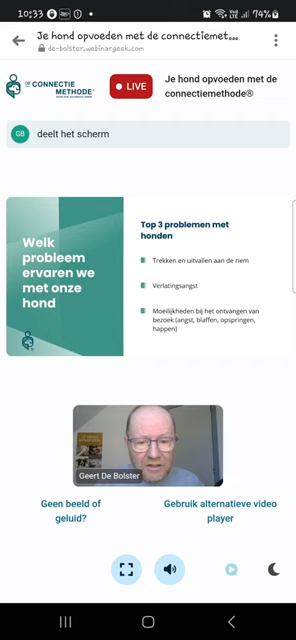 10:33
VoB
LTE
74%
Je hond opvoeden met de connectiemet...
de-bolster.webinargeek.com
DE CONNECTIE
METHODE
LIVE
Je hond opvoeden met de
connectiemethode®
GB
deelt het scherm
Welk
probleem
ervaren we
met onze
hond
Top 3 problemen met
honden
Trekken en uitvallen aan de riem
Verlatingsangst
Moeilijkheden bij het ontvangen van
bezoek (angst, blaffen, opspringen,
happen)
Geert De Bolster
Geen beeld of
geluid?
Gebruik alternatieve video
player